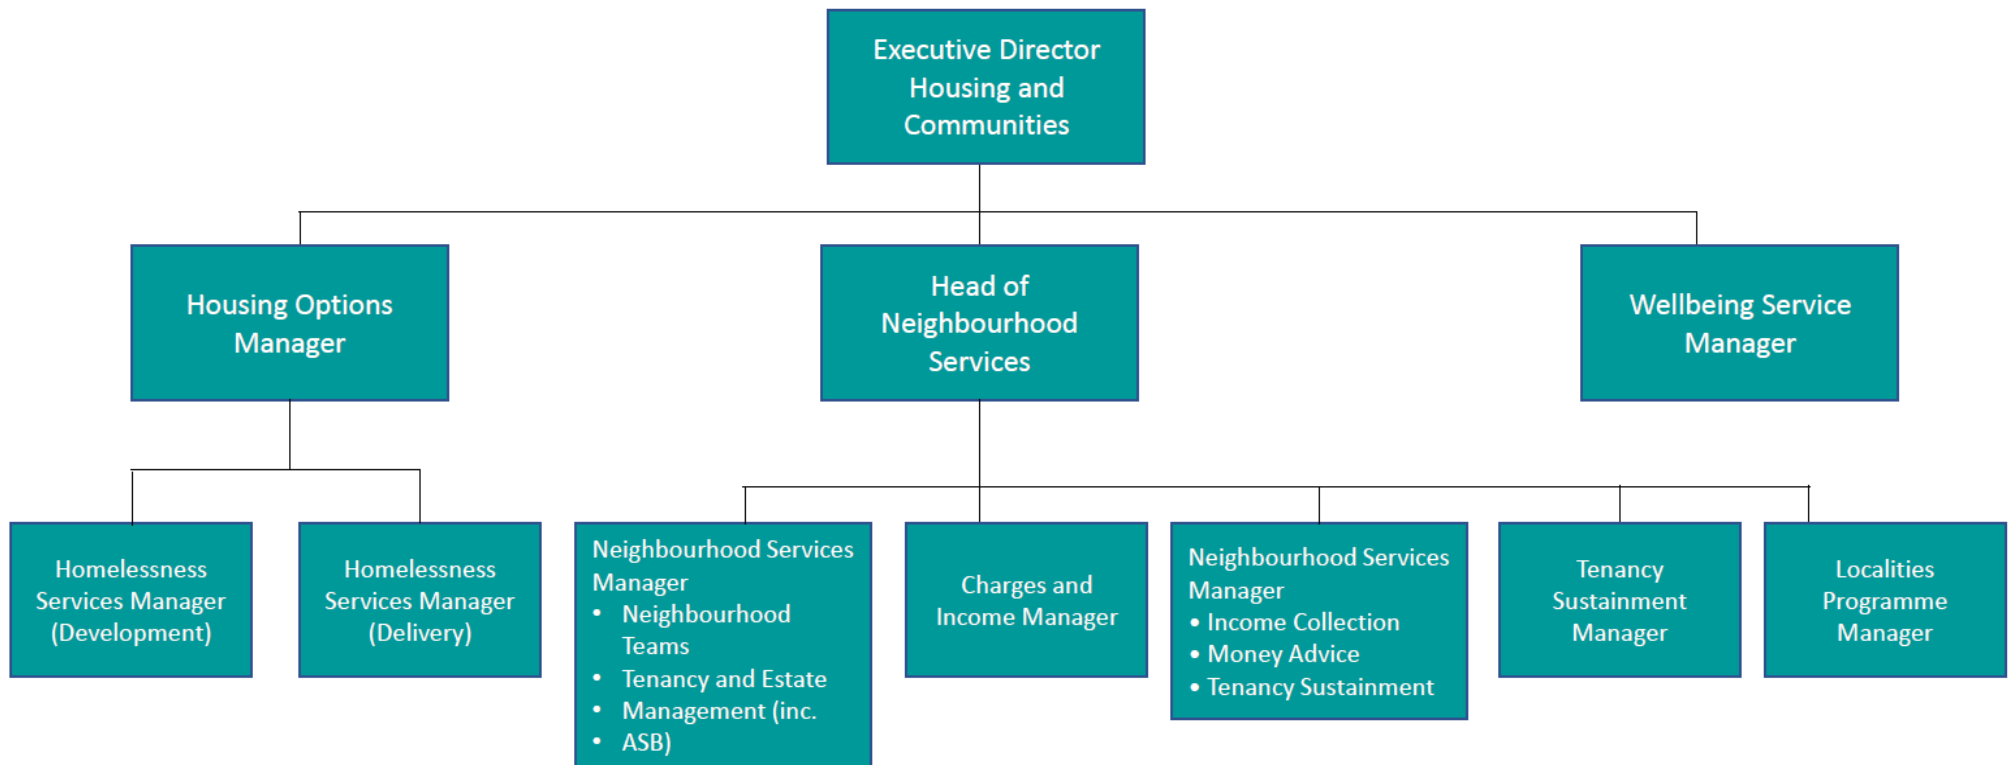 Executive Director
Housing and
Communities
Housing Options
Manager
Head of
Neighbourhood
Services
Wellbeing Service
Manager
Homelessness
Services Manager
(Development)
Homelessness
Services Manager
(Delivery)
Neighbourhood Services
Manager
• Neighbourhood
Teams
• Tenancy and Estate
• Management (inc.
• ASB)
Charges and
Income Manager
Neighbourhood Services
Manager
• Income Collection
• Money Advice
• Tenancy Sustainment
Tenancy
Sustainment
Manager
Localities
Programme
Manager